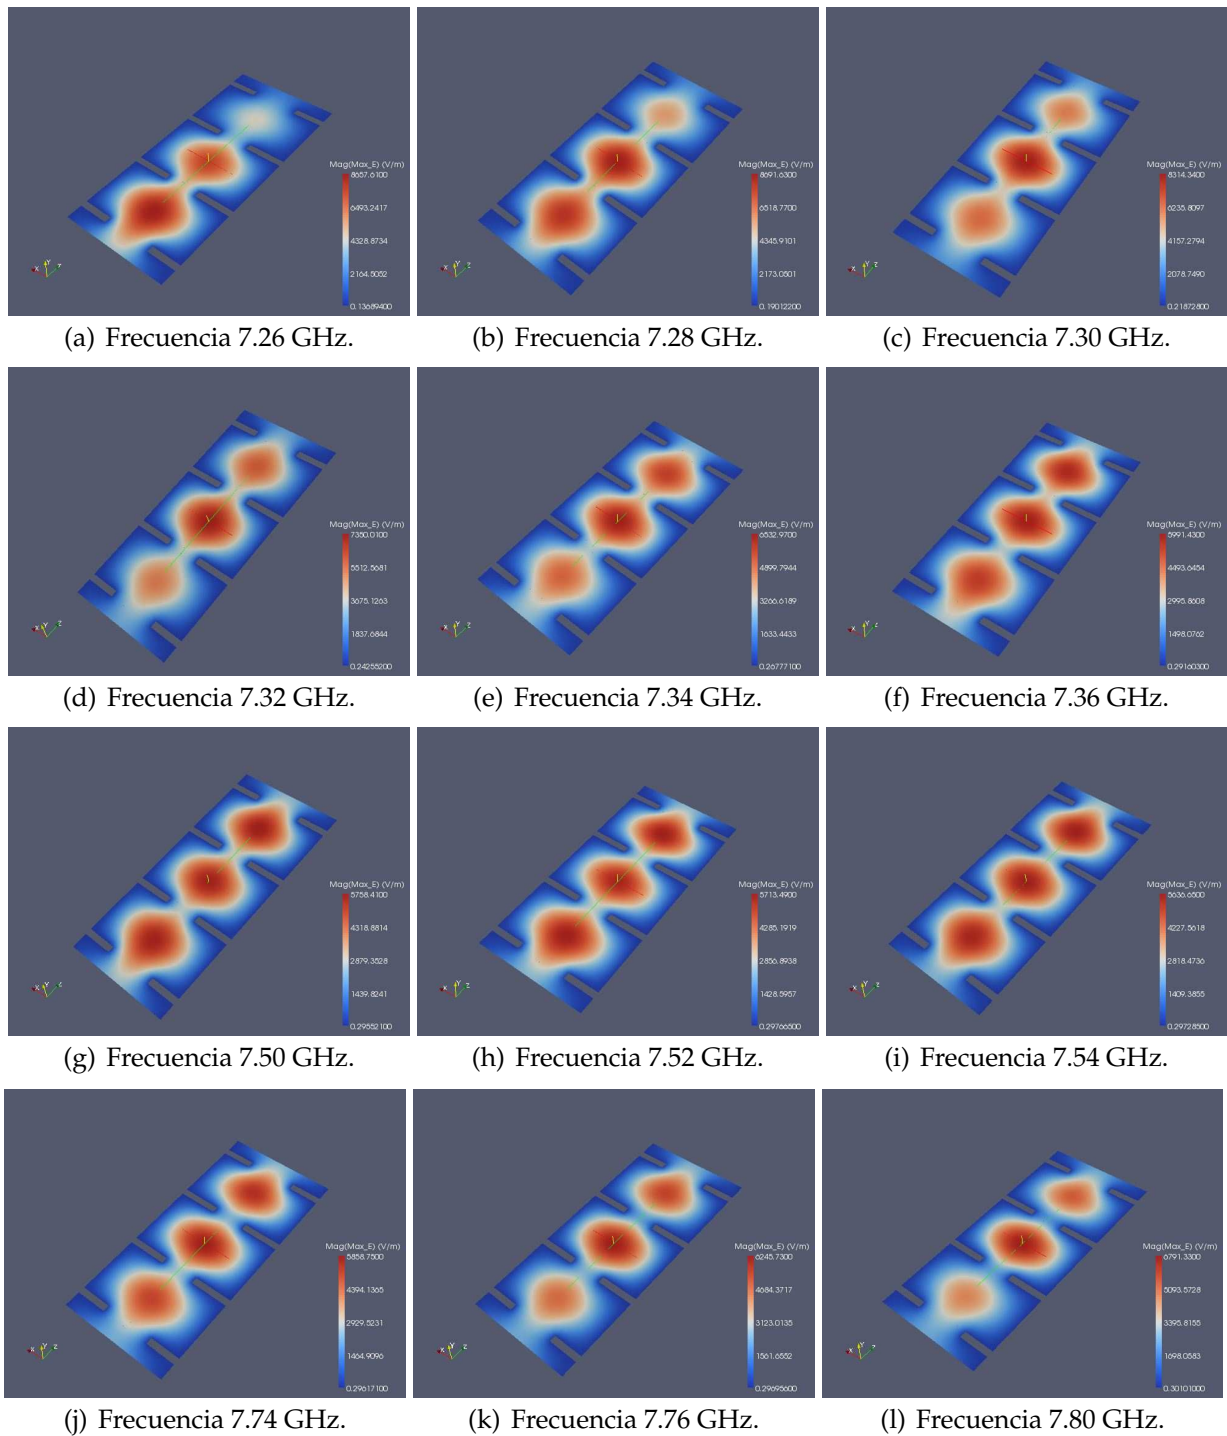 Mag(Max_E) (V/m)
8657.6100
6493.2417
4328.8734
2164.5052
0.13689400
X Y Z
(a) Frecuencia 7.26 GHz.
Mag(Max_E) (V/m)
8691.6300
6518.7700
4345.9101
2173.0501
0.19012200
X Y Z
(b) Frecuencia 7.28 GHz.
Mag(Max_E) (V/m)
8314.3400
6235.8097
4157.2794
2078.7490
0.21872800
X Y Z
(c) Frecuencia 7.30 GHz.
Mag(Max_E) (V/m)
7350.0100
5512.5681
3675.1263
1837.6844
0.24255200
X Y Z
(d) Frecuencia 7.32 GHz.
Mag(Max_E) (V/m)
6532.9700
4899.7944
3266.6189
1633.4433
0.26777100
X Y Z
(e) Frecuencia 7.34 GHz.
Mag(Max_E) (V/m)
5991.4300
4493.6454
2995.8608
1498.0762
0.29160300
X Y Z
(f) Frecuencia 7.36 GHz.
Mag(Max_E) (V/m)
5758.4100
4318.8814
2879.3528
1439.8241
0.29552100
X Y Z
(g) Frecuencia 7.50 GHz.
Mag(Max_E) (V/m)
5713.4900
4285.1919
2856.8938
1428.5957
0.29766500
X Y Z
(h) Frecuencia 7.52 GHz.
Mag(Max_E) (V/m)
5636.6500
4227.5618
2818.4736
1409.3855
0.29728500
X Y Z
(i) Frecuencia 7.54 GHz.
Mag(Max_E) (V/m)
5858.7500
4394.1365
2929.5231
1464.9096
0.29617100
X Y Z
(j) Frecuencia 7.74 GHz.
Mag(Max_E) (V/m)
6245.7300
4684.3717
3123.0135
1561.6552
0.29695600
X Y Z
(k) Frecuencia 7.76 GHz.
Mag(Max_E) (V/m)
6791.3300
5093.5728
3395.8155
1698.0583
0.30101000
X Y Z
(l) Frecuencia 7.80 GHz.